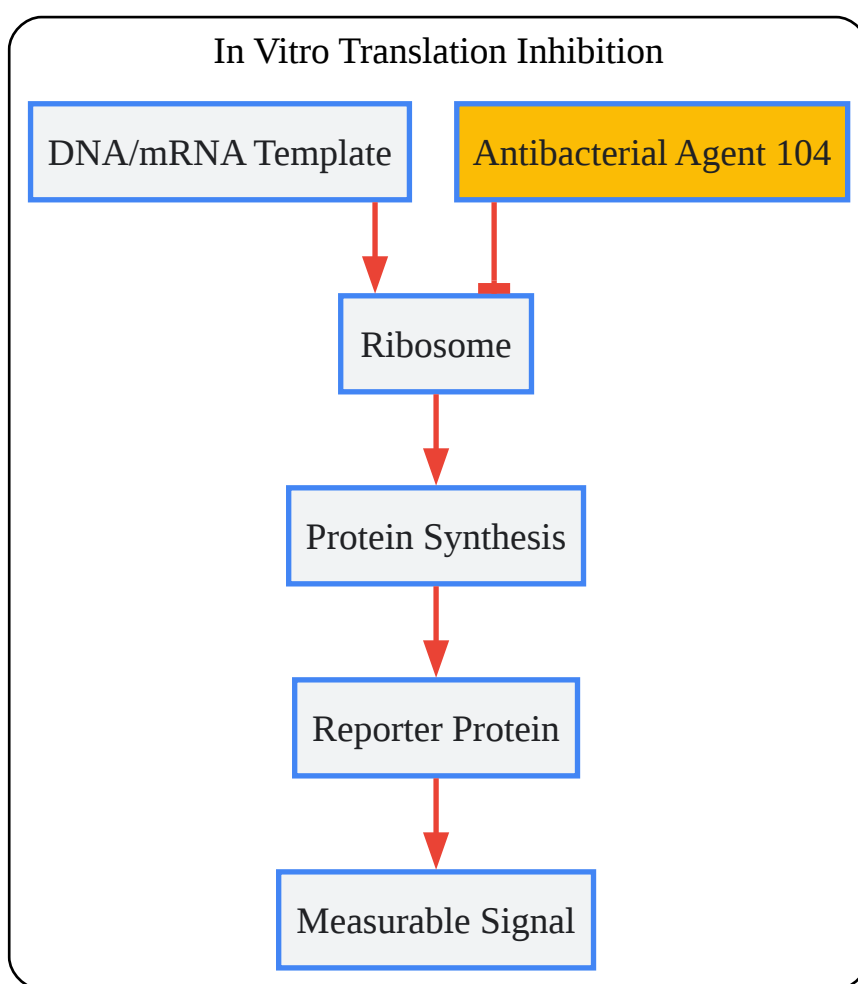 In Vitro Translation Inhibition
DNA/mRNA Template
Antibacterial Agent 104
Ribosome
Protein Synthesis
Reporter Protein
Measurable Signal